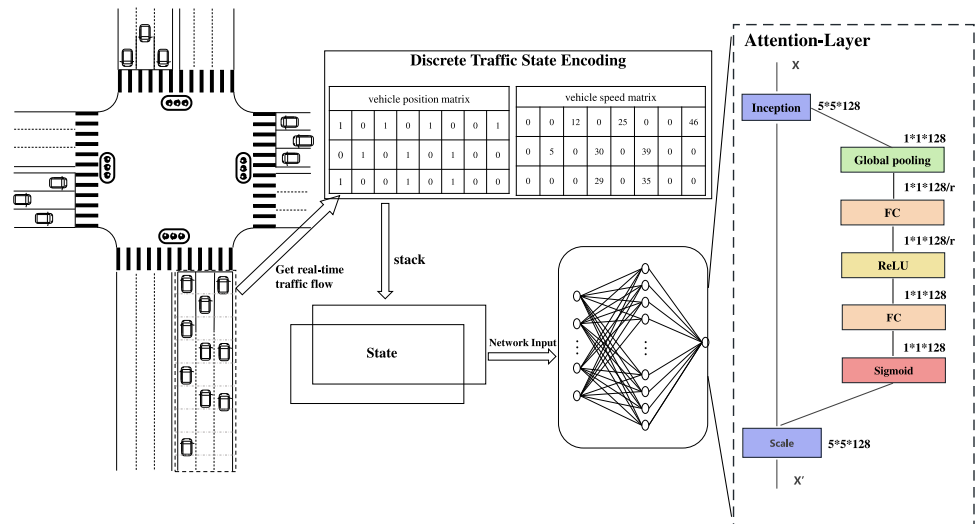 Discrete Traffic State Encoding
vehicle position matrix
1 0 1 0 1 0 0 1
0 1 0 1 0 1 0 0
1 0 0 1 0 1 0 0
vehicle speed matrix
0 0 12 0 25 0 0 46
0 5 0 30 0 39 0 0
0 0 0 29 0 35 0 0
Get real-time
traffic flow
stack
State
Network Input
Attention-Layer
X
Inception
5*5*128
1*1*128
Global pooling
1*1*128/r
FC
1*1*128/r
ReLU
1*1*128
FC
1*1*128
Sigmoid
Scale
5*5*128
X'